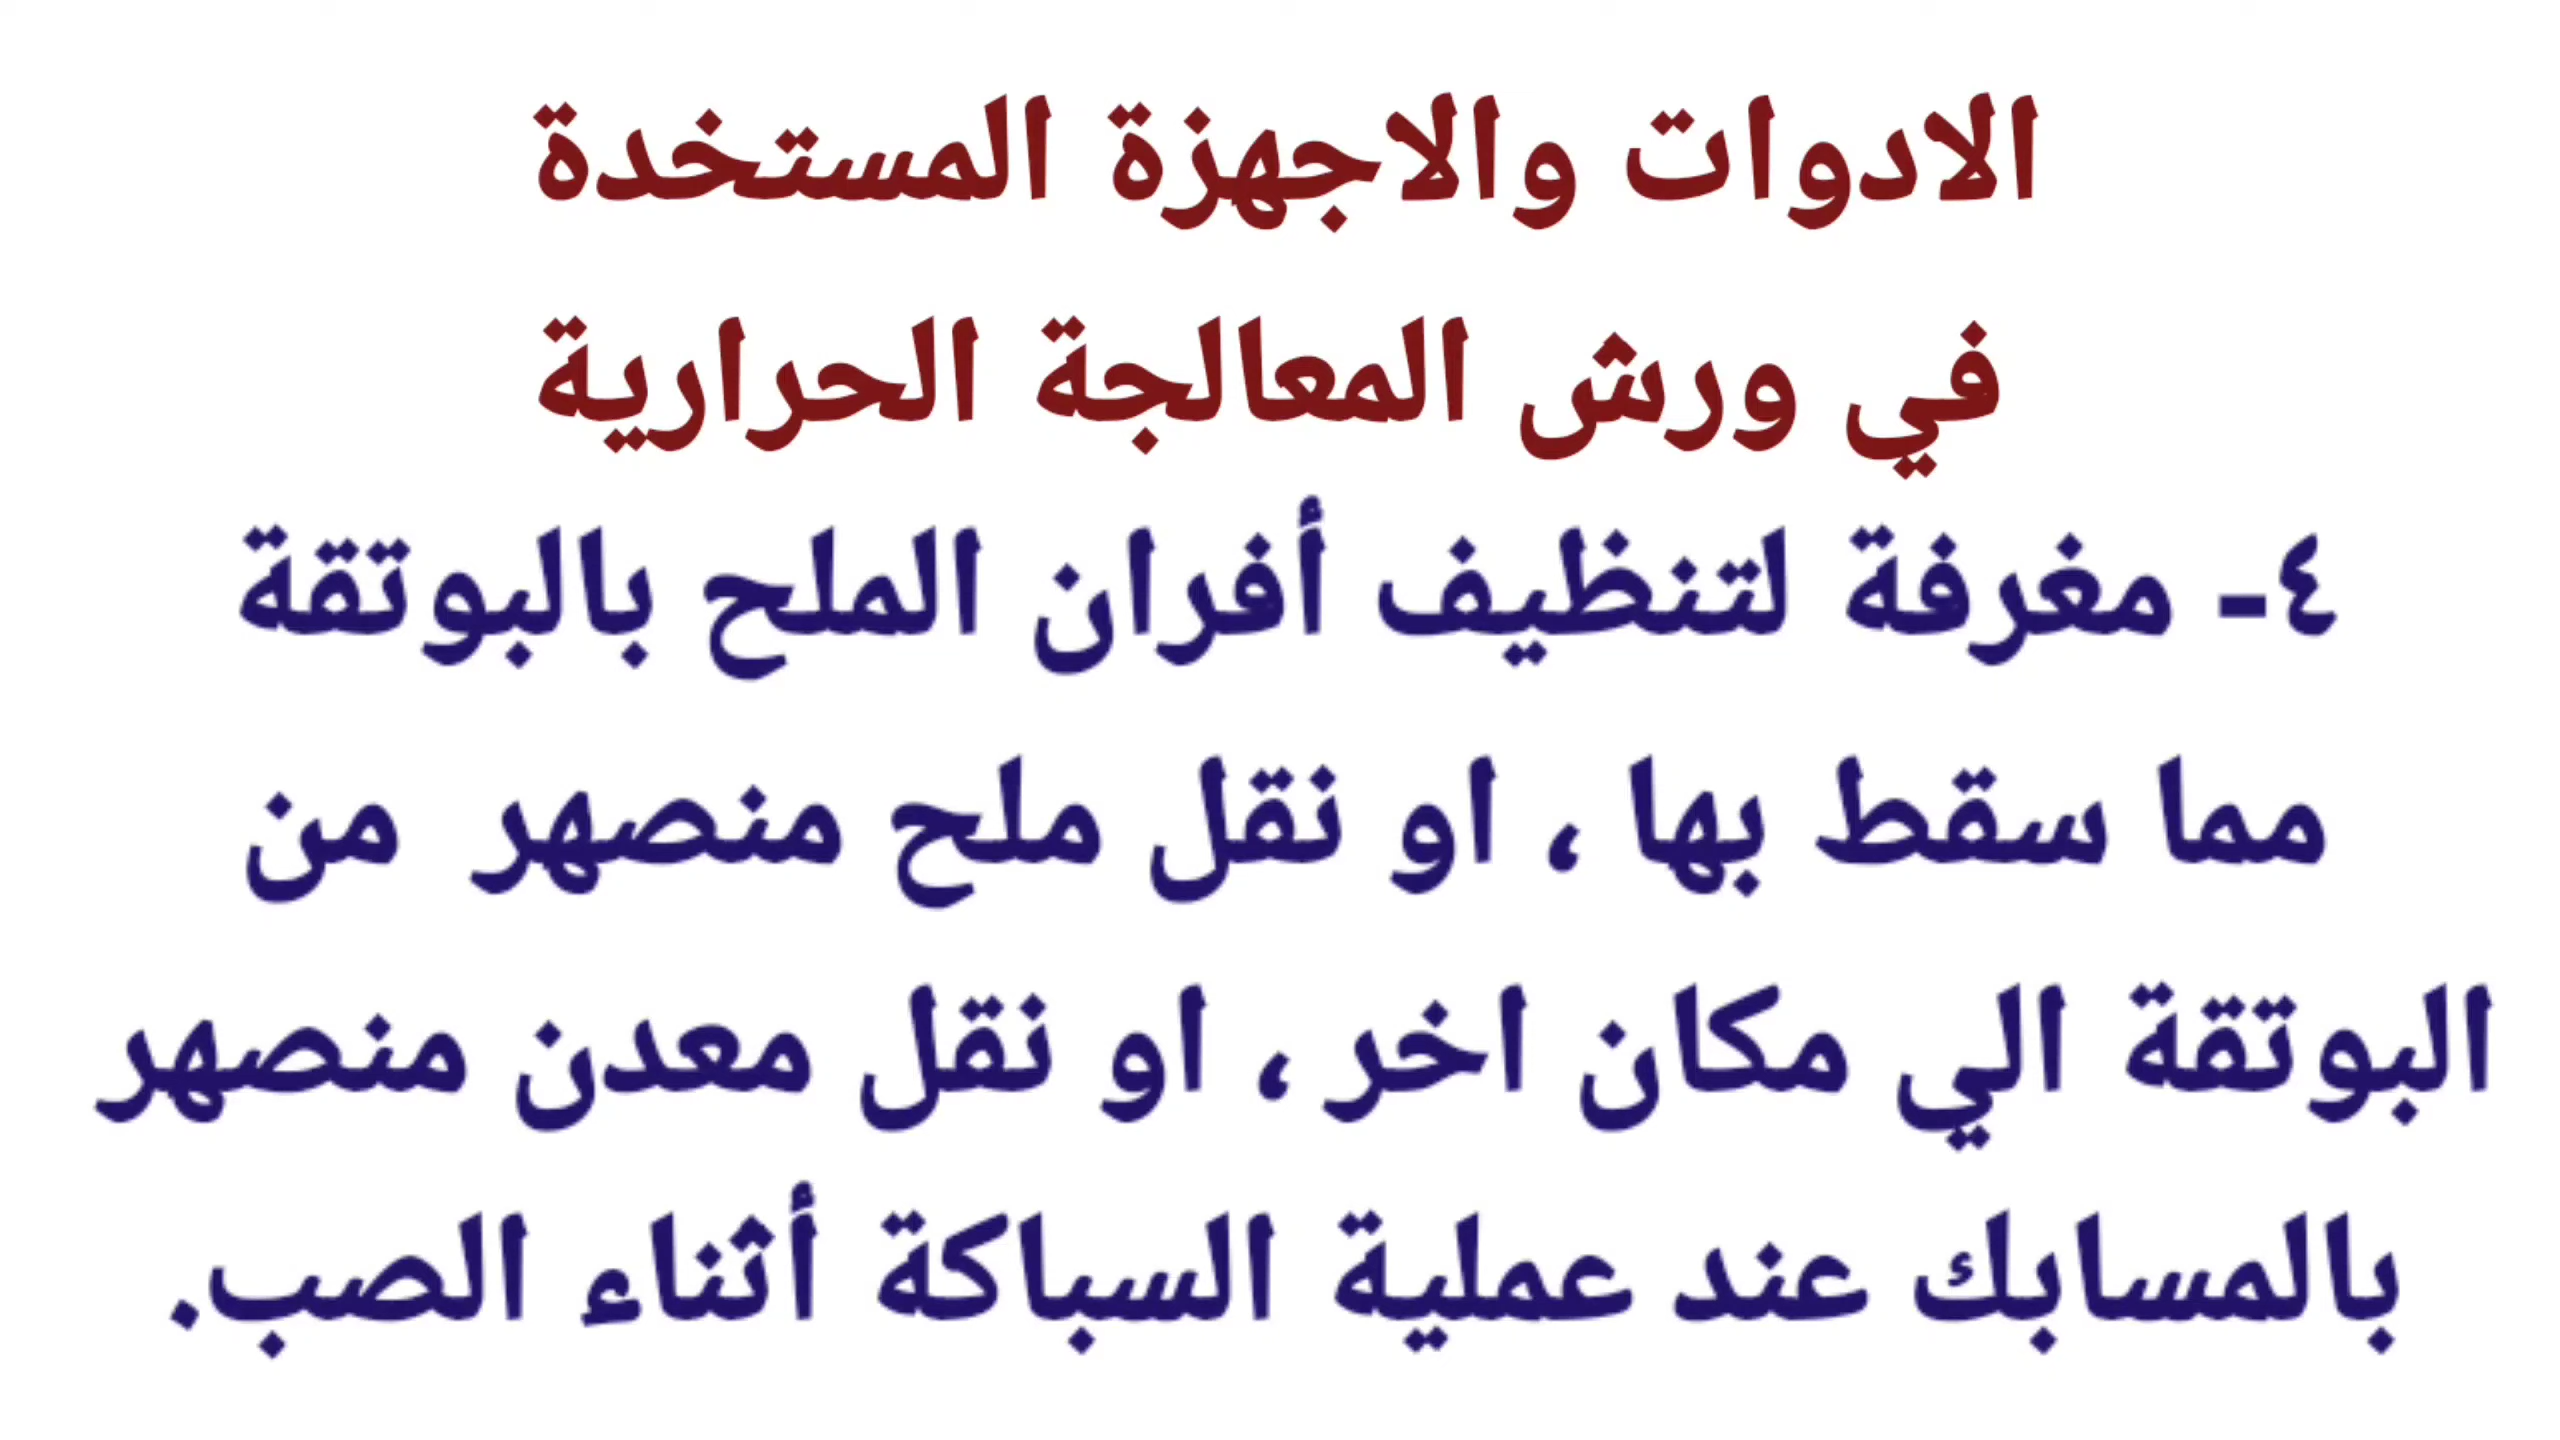 الادوات والاجهزة المستخدة
في ورش المعالجة الحرارية
٤- مغرفة لتنظيف أفران الملح بالبوتقة
مما سقط بها ، او نقل ملح منصهر من
البوتقة الي مكان اخر ، او نقل معدن منصهر
بالمسابك عند عملية السباكة أثناء الصب.